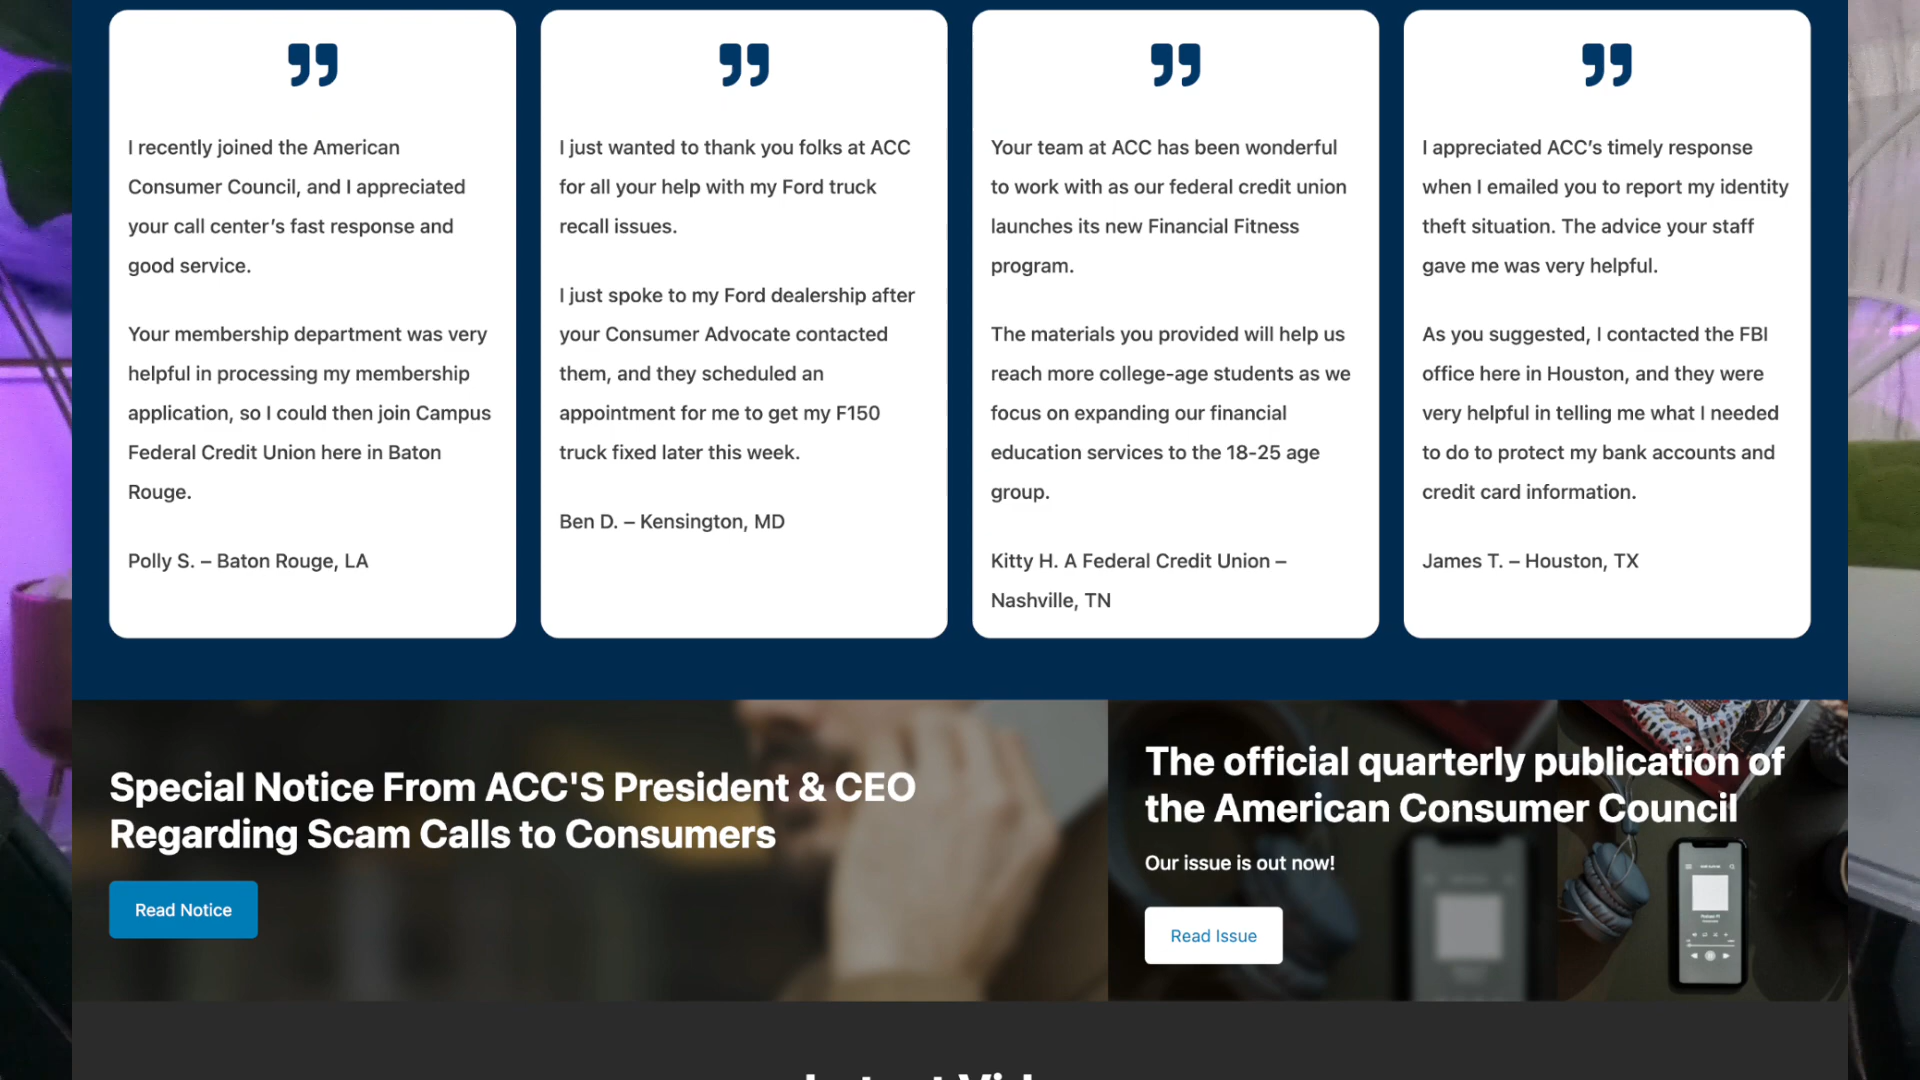 I recently joined the American
Consumer Council, and I appreciated
your call center’s fast response and
good service.
Your membership department was very
helpful in processing my membership
application, so I could then join Campus
Federal Credit Union here in Baton
Rouge.
Polly S. – Baton Rouge, LA
I just wanted to thank you folks at ACC
for all your help with my Ford truck
recall issues.
I just spoke to my Ford dealership after
your Consumer Advocate contacted
them, and they scheduled an
appointment for me to get my F150
truck fixed later this week.
Ben D. – Kensington, MD
Your team at ACC has been wonderful
to work with as our federal credit union
launches its new Financial Fitness
program.
The materials you provided will help us
reach more college-age students as we
focus on expanding our financial
education services to the 18-25 age
group.
Kitty H. A Federal Credit Union –
Nashville, TN
I appreciated ACC’s timely response
when I emailed you to report my identity
theft situation. The advice your staff
gave me was very helpful.
As you suggested, I contacted the FBI
office here in Houston, and they were
very helpful in telling me what I needed
to do to protect my bank accounts and
credit card information.
James T. – Houston, TX
Special Notice From ACC'S President & CEO
Regarding Scam Calls to Consumers
Read Notice
The official quarterly publication of
the American Consumer Council
Our issue is out now!
Read Issue